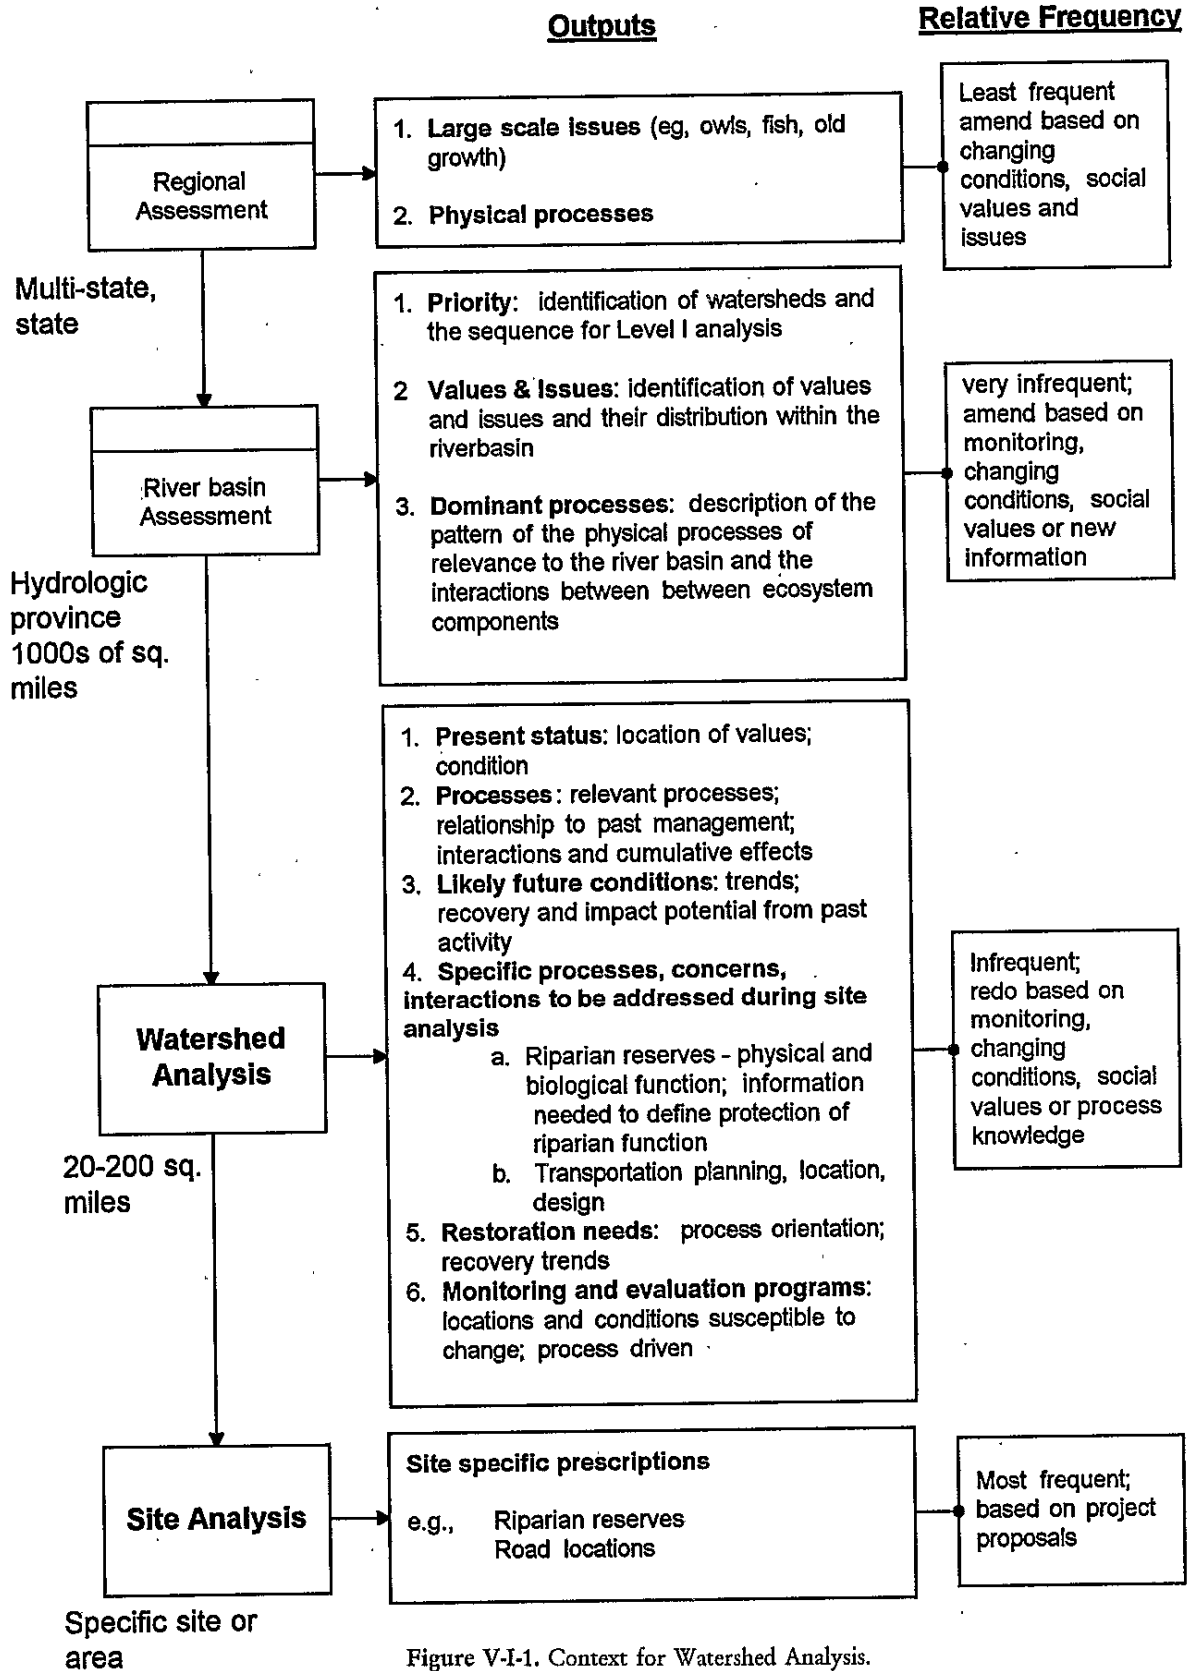 Outputs
Relative Frequency
Regional
Assessment
Multi-state,
state
1. Large scale issues (eg, owls, fish, old
growth)
2. Physical processes
Least frequent
amend based on
changing
conditions, social
values and
issues
River basin
Assessment
Hydrologic
province
1000s of sq.
miles
1. Priority: identification of watersheds and
the sequence for Level I analysis
2 Values & Issues: identification of values
and issues and their distribution within the
riverbasin
3. Dominant processes: description of the
pattern of the physical processes of
relevance to the river basin and the
interactions between between ecosystem
components
very infrequent;
amend based on
monitoring,
changing
conditions, social
values or new
information
Watershed
Analysis
20-200 sq.
miles
1. Present status: location of values;
condition
2. Processes: relevant processes;
relationship to past management;
interactions and cumulative effects
3. Likely future conditions: trends;
recovery and impact potential from past
activity
4. Specific processes, concerns,
interactions to be addressed during site
analysis
a. Riparian reserves - physical and
biological function; information
needed to define protection of
riparian function
b. Transportation planning, location,
design
5. Restoration needs: process orientation;
recovery trends
6. Monitoring and evaluation programs:
locations and conditions susceptible to
change; process driven
Infrequent;
redo based on
monitoring,
changing
conditions, social
values or process
knowledge
Site Analysis
Specific site or
area
Site specific prescriptions
e.g., Riparian reserves
Road locations
Most frequent;
based on project
proposals
Figure V-I-1. Context for Watershed Analysis.